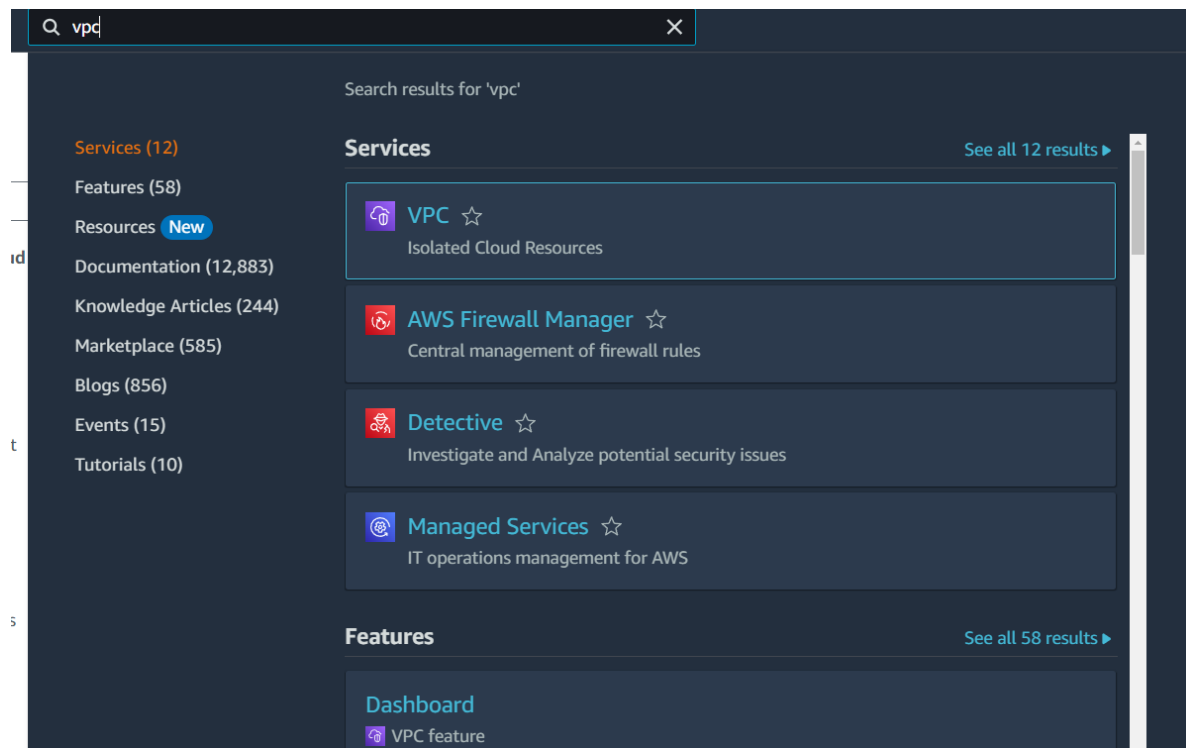 vpc
Search results for 'vpc'
Services (12)
Features (58)
Resources New
Documentation (12,883)
Knowledge Articles (244)
Marketplace (585)
Blogs (856)
Events (15)
Tutorials (10)
Services
See all 12 results
VPC
Isolated Cloud Resources
AWS Firewall Manager
Central management of firewall rules
Detective
Investigate and Analyze potential security issues
Managed Services
IT operations management for AWS
Features
See all 58 results
Dashboard
VPC feature